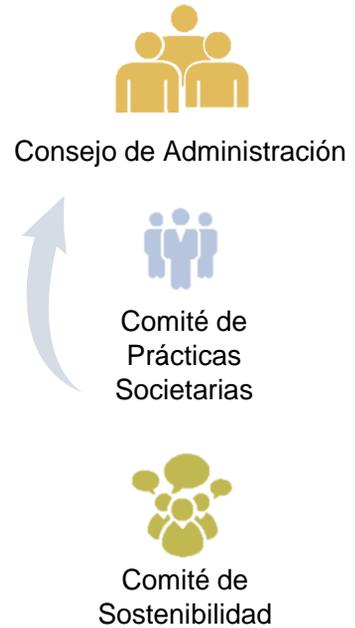 Consejo de Administración
Comité de
Prácticas
Societarias
Comité de
Sostenibilidad